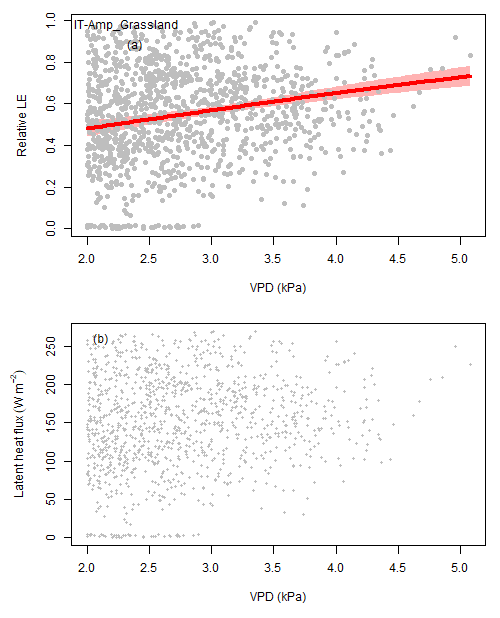 IT-Amp_Grassland
(a)
1.0
0.8
0.6
0.4
0.2
0.0
Relative LE
2.0 2.5 3.0 3.5 4.0 4.5 5.0
VPD (kPa)
(b)
250
200
150
100
50
0
Latent heat flux (W m⁻²)
2.0 2.5 3.0 3.5 4.0 4.5 5.0
VPD (kPa)